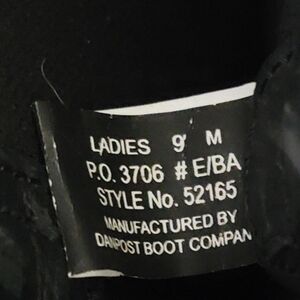 LADIES 9 M
P.O. 3706 # E/BA
STYLE No. 52165
MANUFACTURED BY
DANPOST BOOT COMPAN